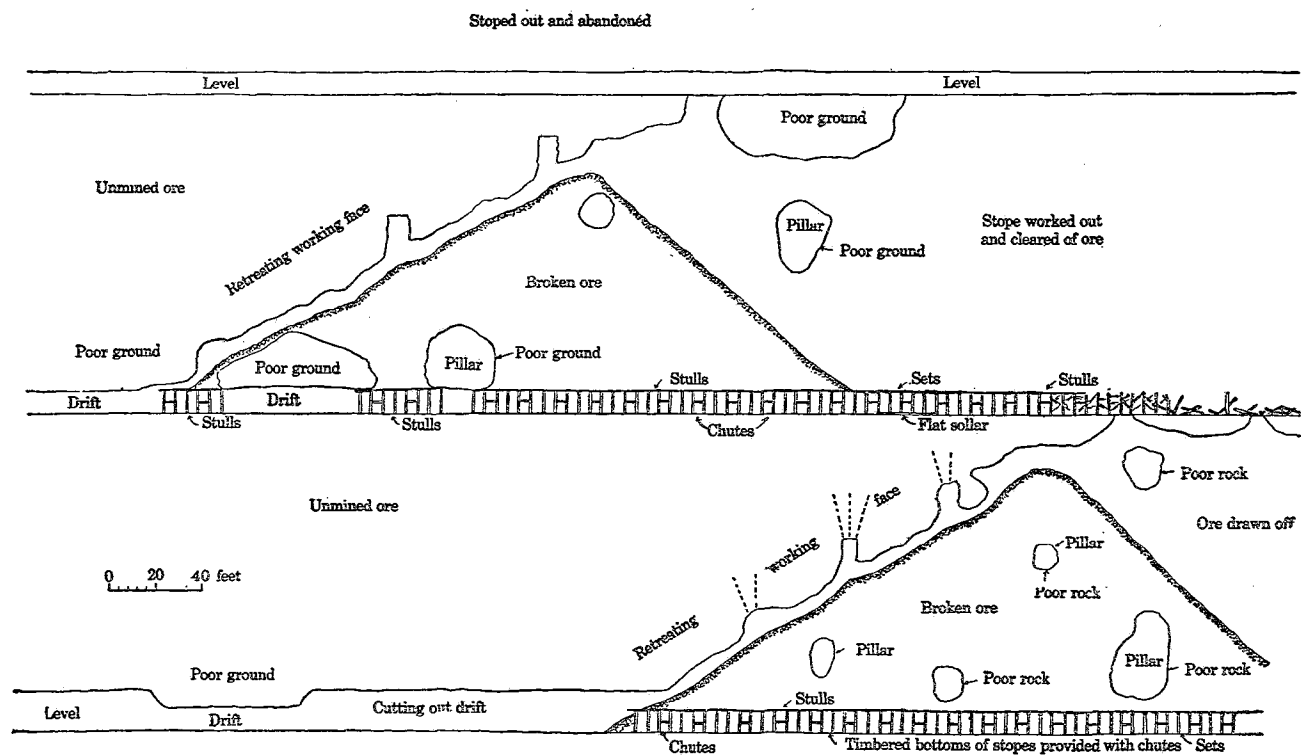 Stoped out and abandoned
Level
Level
Poor ground
Unmined ore
Retreating working face
Pillar
Poor ground
Stope worked out
and cleared of ore
Broken ore
Poor ground
Poor ground
Pillar
Poor ground
Drift
Stulls
Drift
Stulls
Stulls
Chutes
Sets
Flat sollar
Stulls
Unmined ore
Retreating working face
Poor rock
Ore drawn off
0 20 40 feet
Pillar
Poor rock
Broken ore
Pillar
Poor rock
Pillar
Poor rock
Poor ground
Level
Drift
Cutting out drift
Stulls
Chutes
Timbered bottoms of stopes provided with chutes
Sets